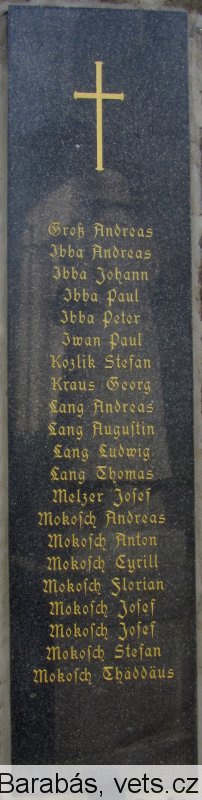 Groß Andreas
Ibba Andreas
Ibba Johann
Ibba Paul
Ibba Peter
Iwan Paul
Kozlik Stefan
Kraus Georg
Lang Andreas
Lang Auguſtin
Lang Ludwig
Lang Thomas
Melzer Josef
Mokoſch Andreas
Mokoſch Anton
Mokoſch Cyrill
Mokoſch Florian
Mokoſch Josef
Mokoſch Josef
Mokoſch Stefan
Mokoſch Thäddäus
Barabás, vets.cz